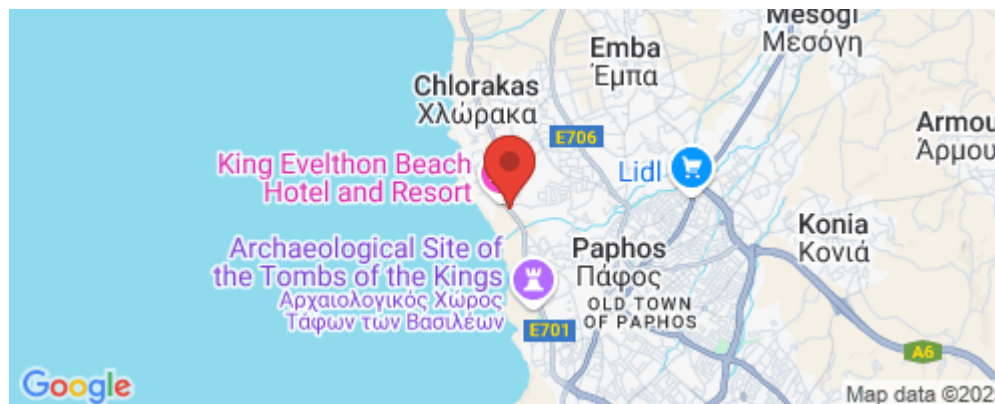 Mesogi
Μεσόγη
Emba
Έμπα
Chlorakas
Χλώρακα
E706
King Evelthon Beach
Hotel and Resort
Lidl
Armou
Άρμου
Konia
Κονιά
Archaeological Site of
the Tombs of the Kings
Αρχαιολογικός Χώρος
Τάφων των Βασιλέων
Paphos
Πάφος
OLD TOWN
OF PAPHOS
E701
A6
Google
Map data ©202